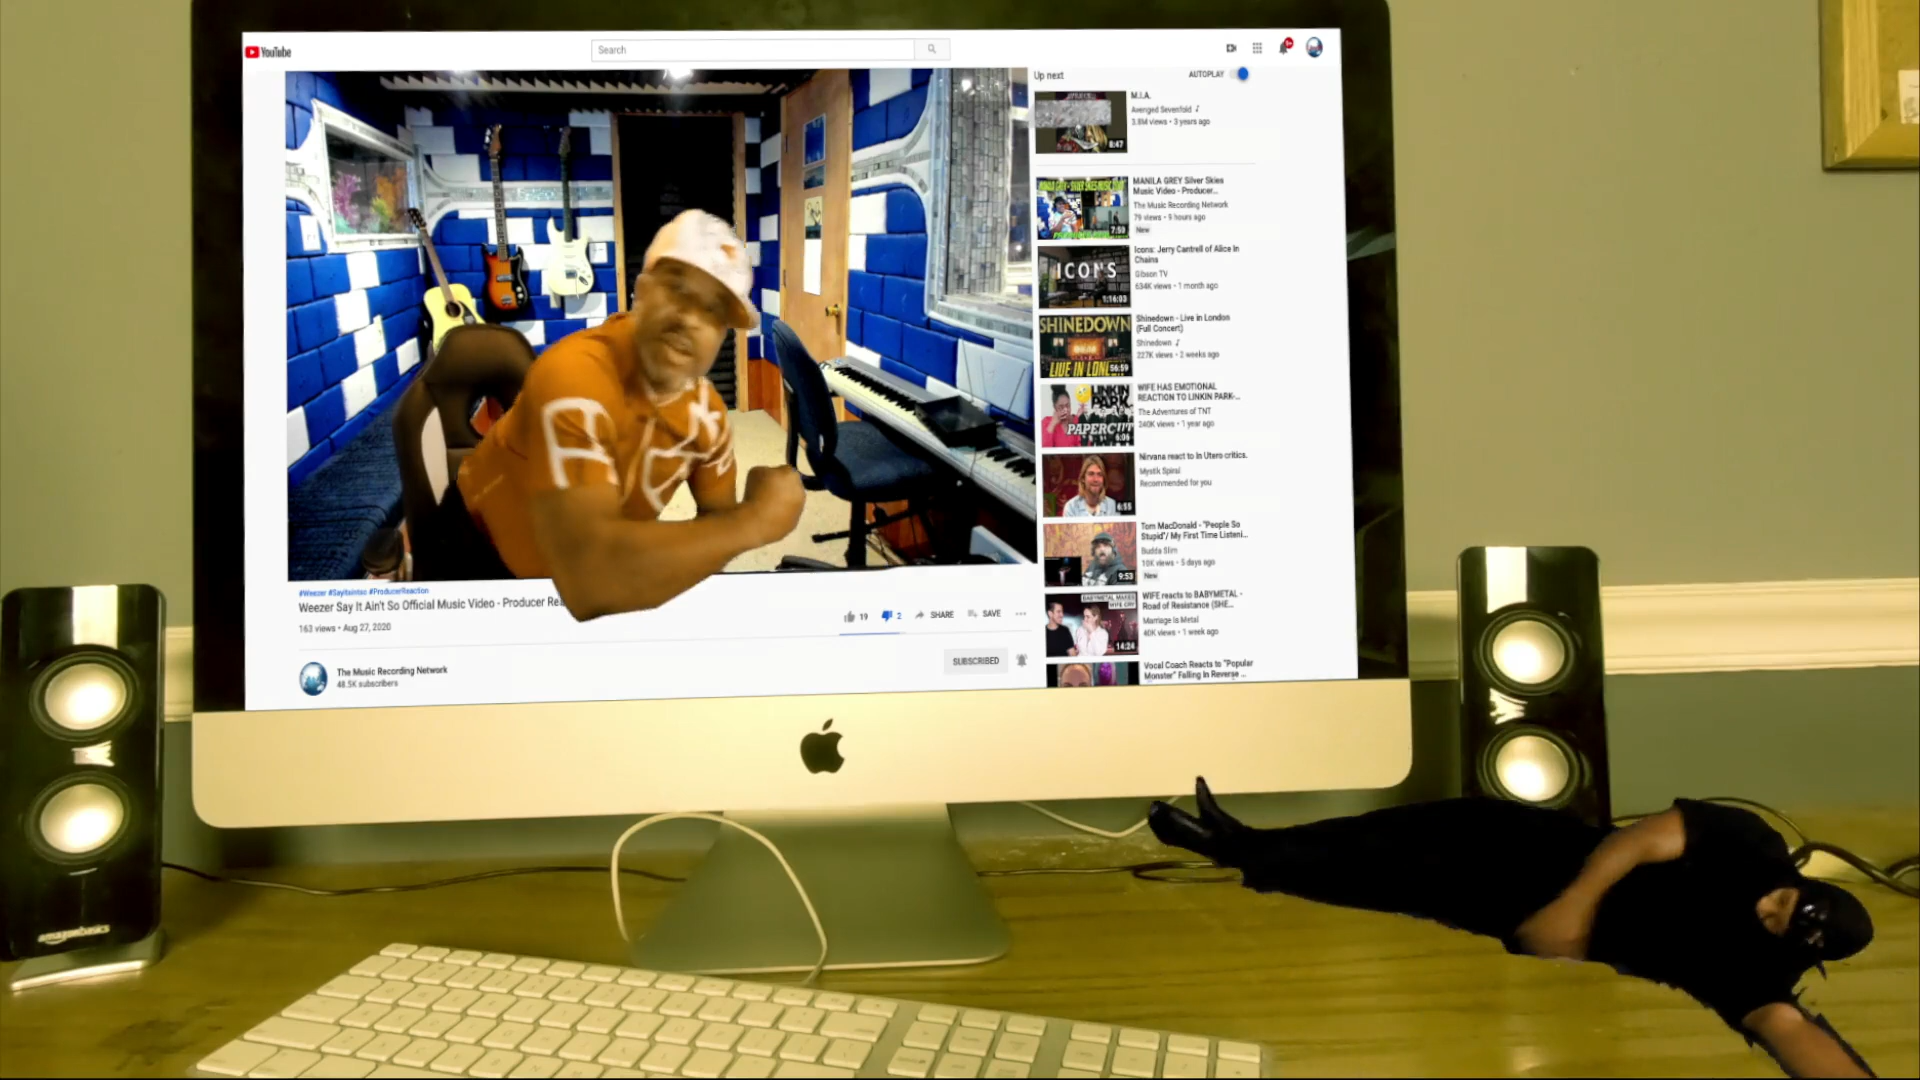 YouTube
Search
Up next
AUTOPLAY
M.I.A.
Avenged Sevenfold
3.8M views • 3 years ago
8:47
MANILA GREY Silver Skies
Music Video - Producer...
The Music Recording Network
79 views • 9 hours ago
New
7:59
Icons: Jerry Cantrell of Alice In
Chains
Gibson TV
634K views • 1 month ago
ICONS
1:16:03
Shinedown - Live in London
(Full Concert)
Shinedown
227K views • 2 weeks ago
SHINEDOWN
LIVE IN LON
56:59
WIFE HAS EMOTIONAL
REACTION TO LINKIN PARK-...
The Adventures of TNT
240K views • 1 year ago
LINKIN
PARK
PAPERCUT
6:06
Nirvana react to In Utero critics.
Mystik Spiral
Recommended for you
6:55
Tom MacDonald - "People So
Stupid"/ My First Time Listeni...
Budda Slim
10K views • 5 days ago
New
9:53
WIFE reacts to BABYMETAL -
Road of Resistance (SHE...
Marriage Is Metal
40K views • 1 week ago
BABYMETAL MAKES
WIFE CRY
14:24
Vocal Coach Reacts to "Popular
Monster" Falling In Reverse ...
#Weezer #SayItAintSo #ProducerReaction
Weezer Say It Ain't So Official Music Video - Producer Rea
163 views • Aug 27, 2020
19
2
SHARE
SAVE
The Music Recording Network
48.5K subscribers
SUBSCRIBED
amazonbasics